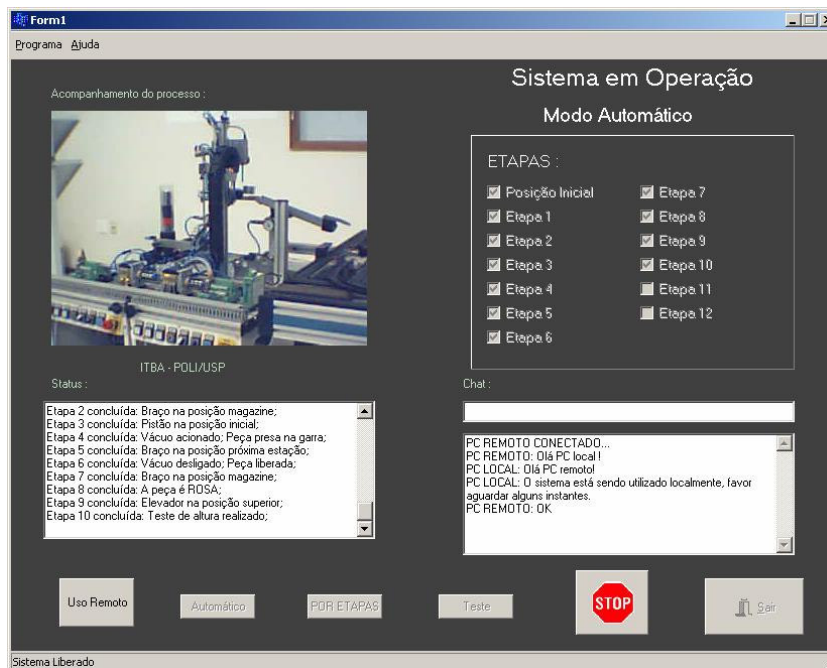 Form1
Programa Ajuda
Acompanhamento do processo :
Sistema em Operação
Modo Automático
ETAPAS :
Posição Inicial
Etapa 1
Etapa 2
Etapa 3
Etapa 4
Etapa 5
Etapa 6
Etapa 7
Etapa 8
Etapa 9
Etapa 10
Etapa 11
Etapa 12
ITBA - POLI/USP
Status :
Etapa 2 concluída: Braço na posição magazine;
Etapa 3 concluída: Pistão na posição inicial;
Etapa 4 concluída: Vácuo acionado; Peça presa na garra;
Etapa 5 concluída: Braço na posição próxima estação;
Etapa 6 concluída: Vácuo desligado; Peça liberada;
Etapa 7 concluída: Braço na posição magazine;
Etapa 8 concluída: A peça é ROSA;
Etapa 9 concluída: Elevador na posição superior;
Etapa 10 concluída: Teste de altura realizado;
Chat :
PC REMOTO CONECTADO...
PC REMOTO: Olá PC local !
PC LOCAL: Olá PC remoto!
PC LOCAL: O sistema está sendo utilizado localmente, favor
aguardar alguns instantes.
PC REMOTO: OK
Uso Remoto
Automático
POR ETAPAS
Teste
STOP
Sair
Sistema Liberado